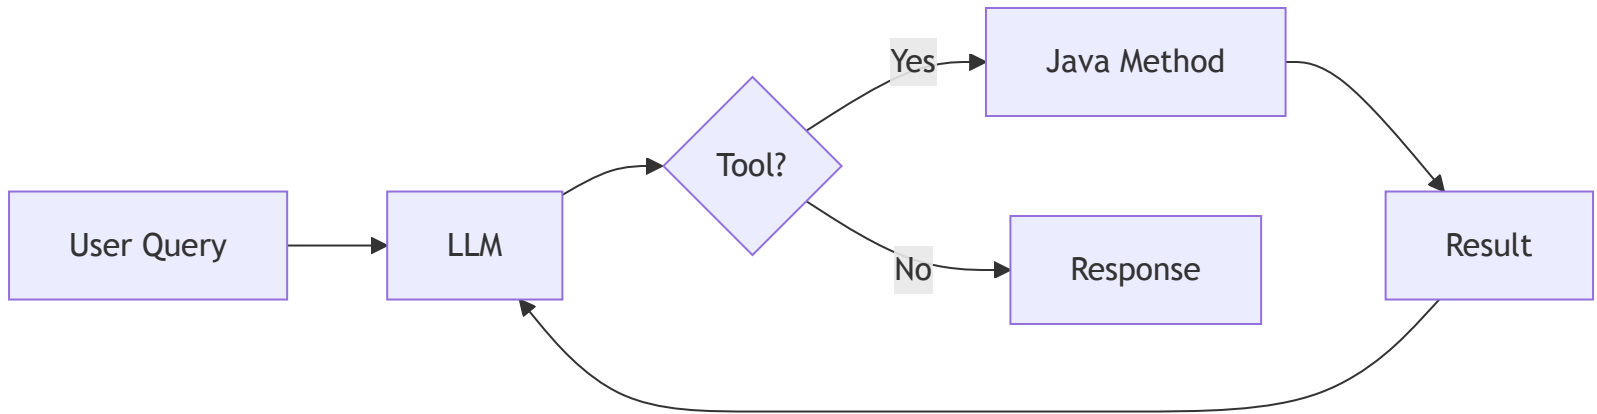 User Query
LLM
Tool?
Yes
Java Method
No
Response
Result